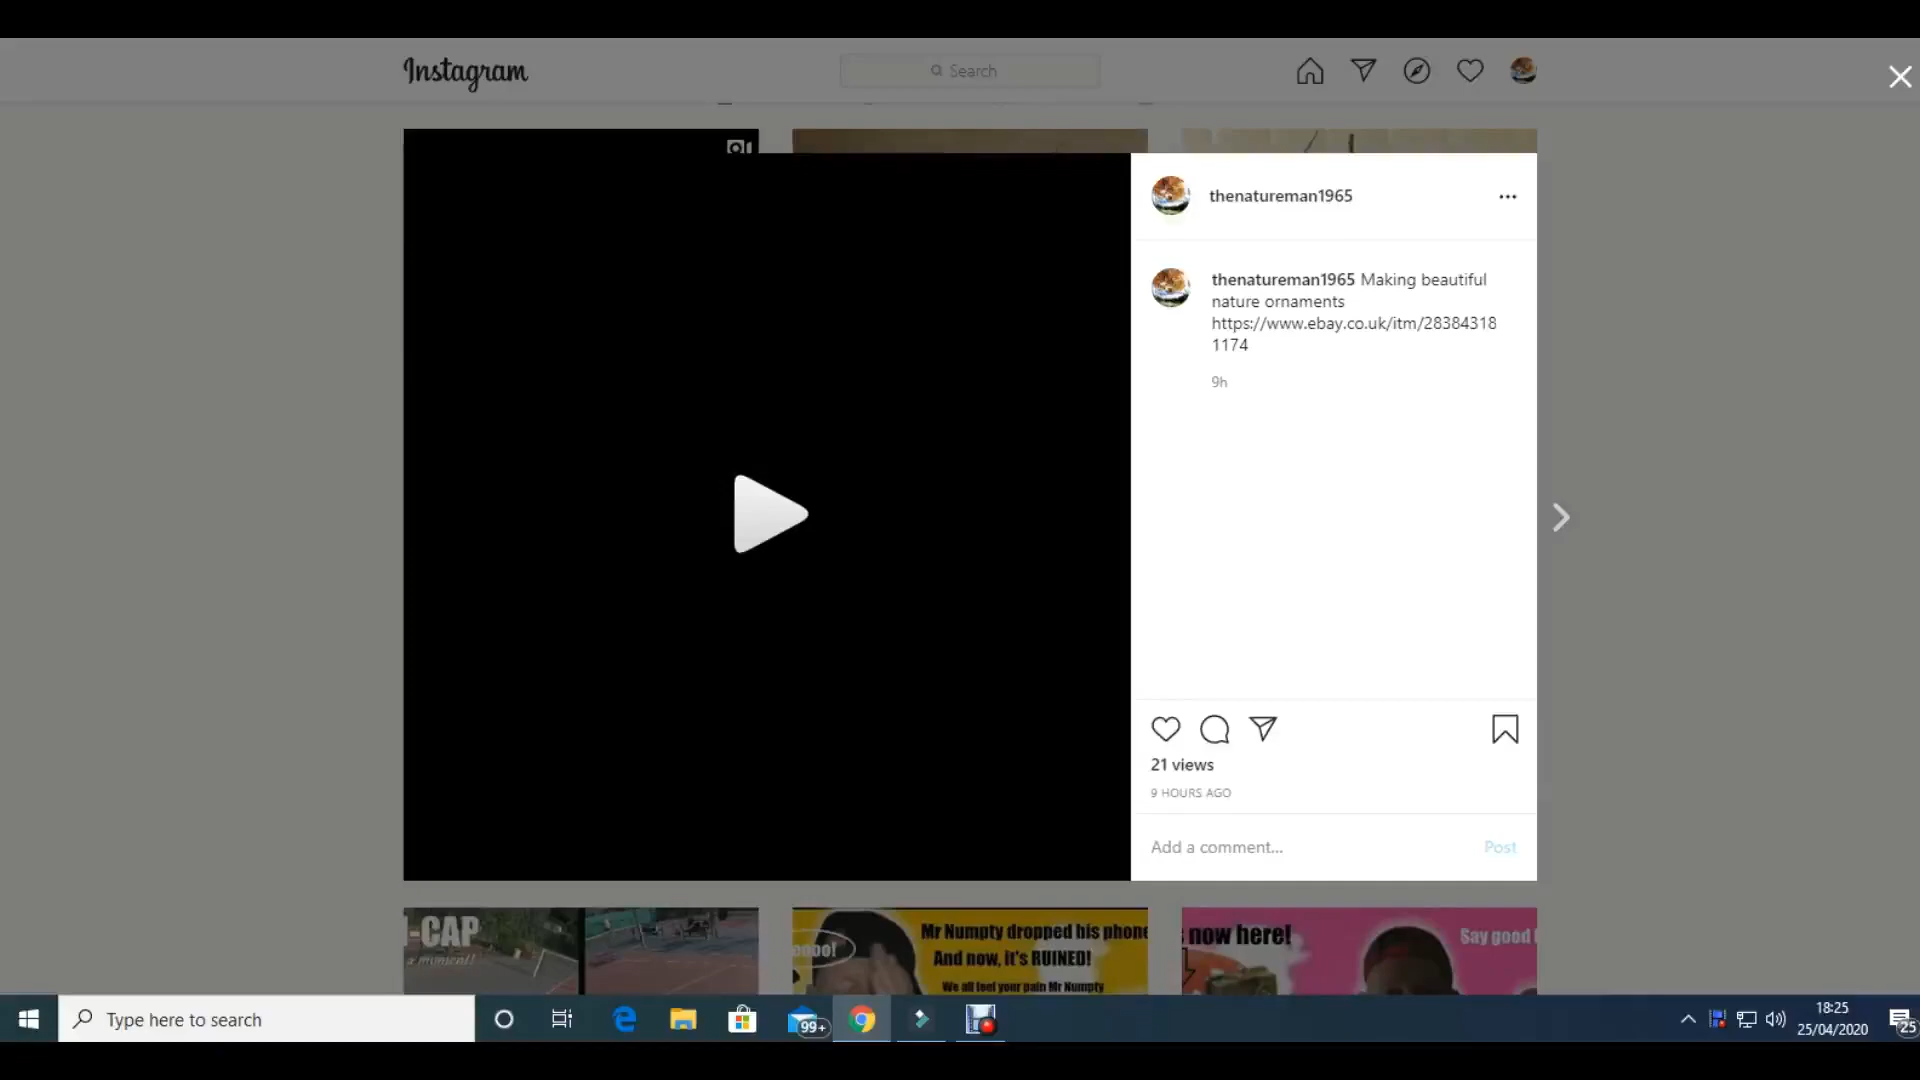 Instagram
Search
thenatureman1965
thenatureman1965 Making beautiful
nature ornaments
https://www.ebay.co.uk/itm/28384318
1174
9h
21 views
9 HOURS AGO
Add a comment...
Post
-CAP
a moment!
oooo!
Mr Numpty dropped his phone
And now, it's RUINED!
We all feel your pain Mr Numpty
now here!
Say good
Type here to search
99+
18:25
25/04/2020
25